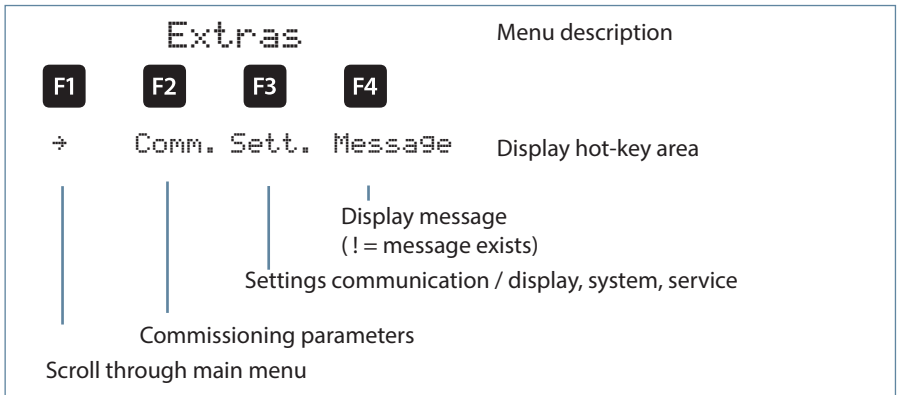 Extras Menu description
F1 F2 F3 F4
→ Comm. Sett. Message Display hot-key area
Display message
( ! = message exists)
Settings communication / display, system, service
Commissioning parameters
Scroll through main menu